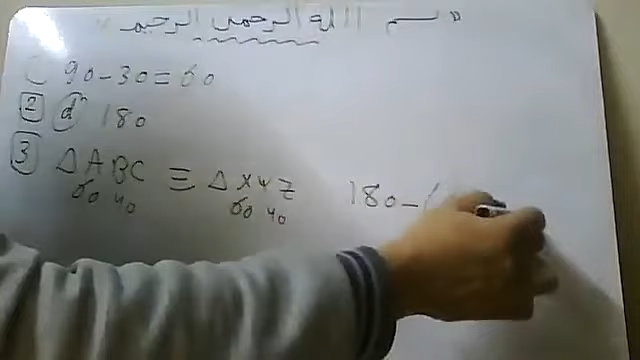 " بسم الله الرحمن الرحيم "
90-30=60
2 d 180
3 ΔABC ≡ ΔXYZ 180-(
60 40 60 40